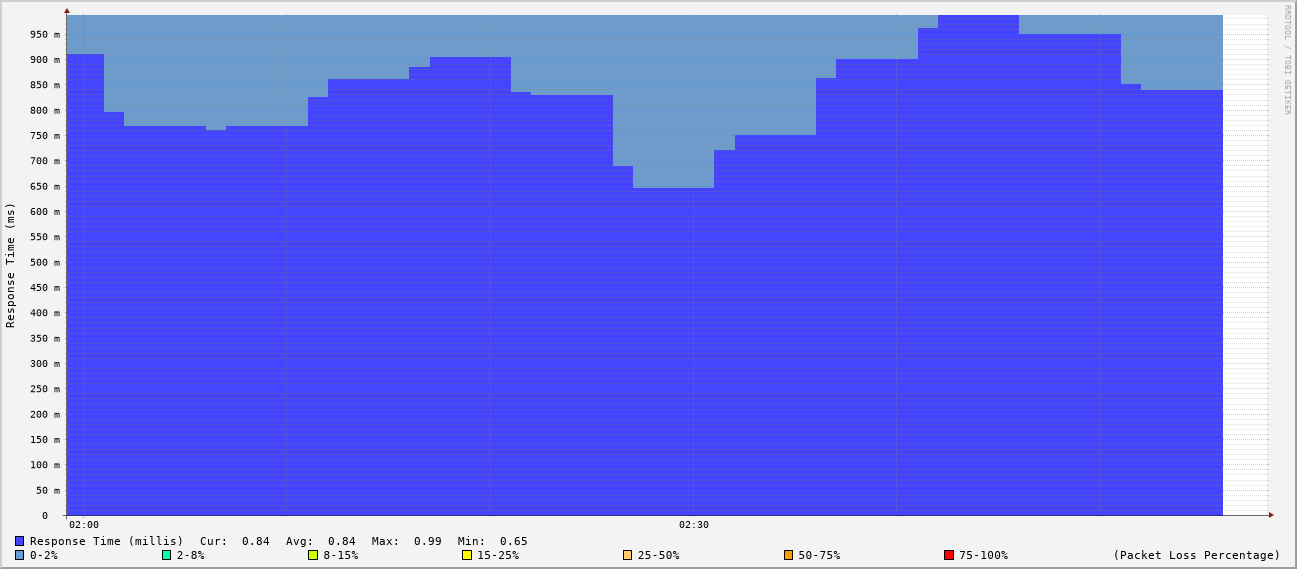 RRDTOOL / TOBI OETIKER
Response Time (ms)
950 m
900 m
850 m
800 m
750 m
700 m
650 m
600 m
550 m
500 m
450 m
400 m
350 m
300 m
250 m
200 m
150 m
100 m
50 m
0
02:00 02:30
Response Time (millis) Cur: 0.84 Avg: 0.84 Max: 0.99 Min: 0.65
0-2% 2-8% 8-15% 15-25% 25-50% 50-75% 75-100% (Packet Loss Percentage)